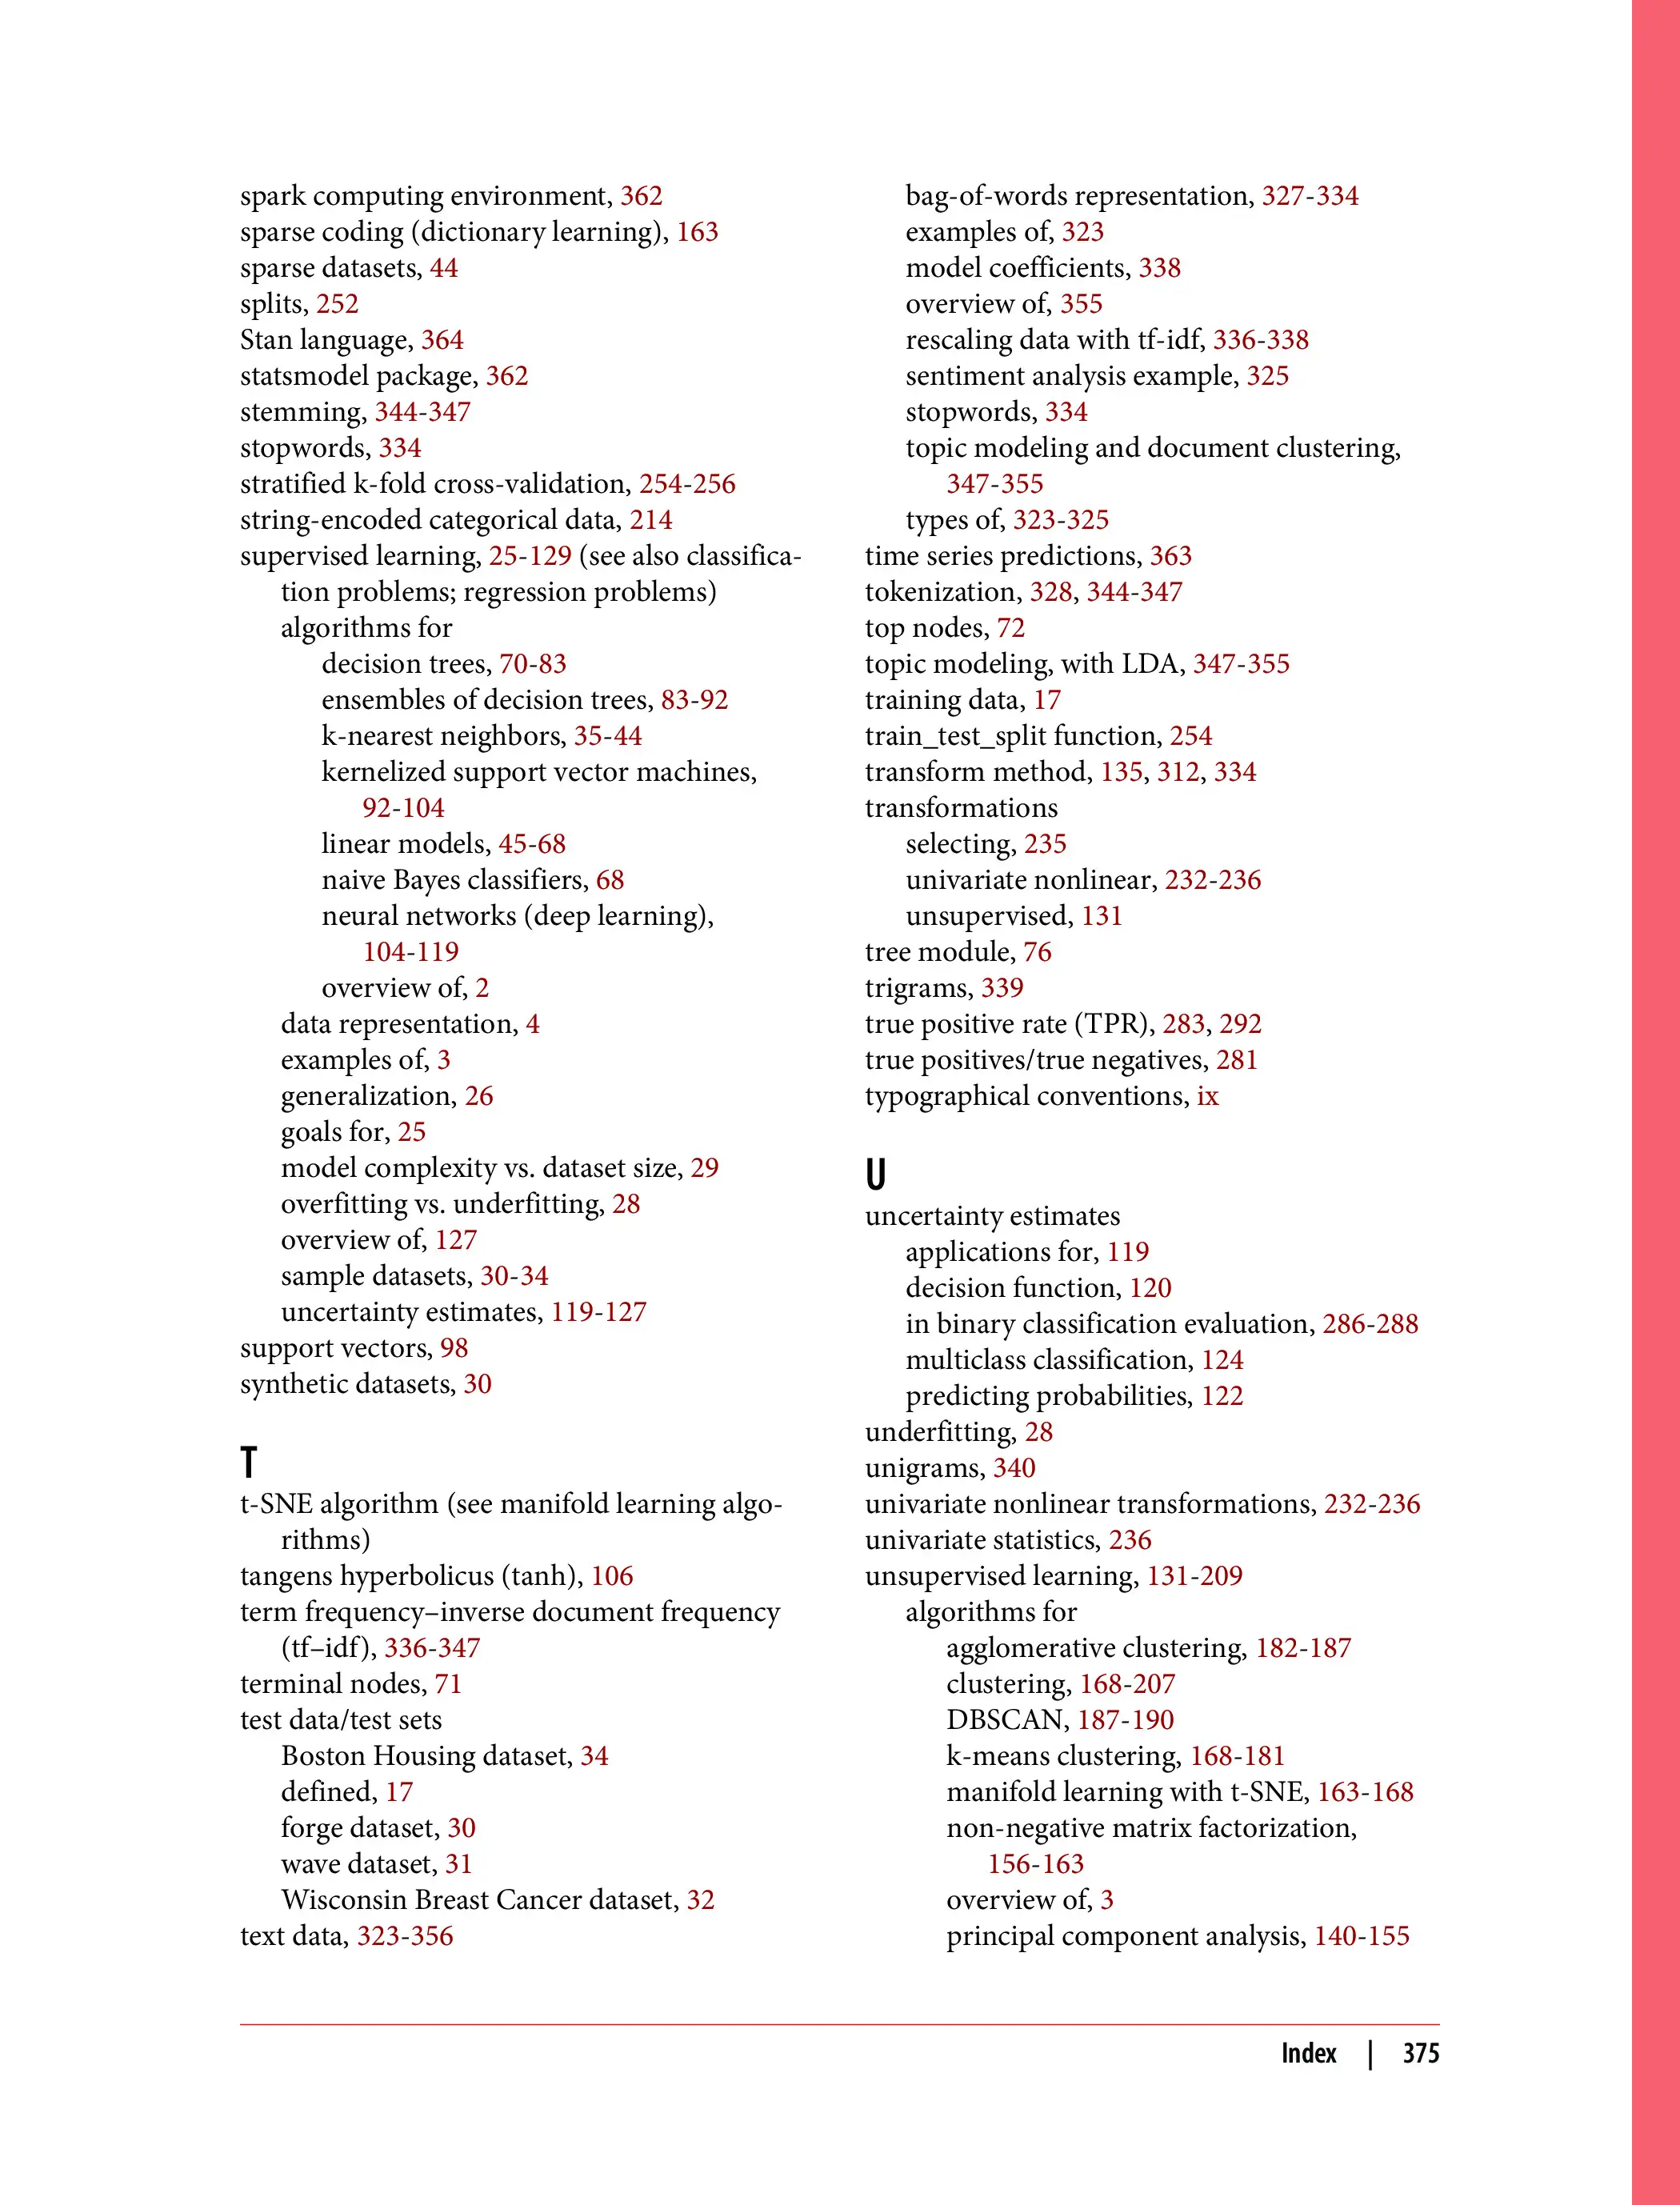 spark computing environment, 362
sparse coding (dictionary learning), 163
sparse datasets, 44
splits, 252
Stan language, 364
statsmodel package, 362
stemming, 344-347
stopwords, 334
stratified k-fold cross-validation, 254-256
string-encoded categorical data, 214
supervised learning, 25-129 (see also classifica-
tion problems; regression problems)
algorithms for
decision trees, 70-83
ensembles of decision trees, 83-92
k-nearest neighbors, 35-44
kernelized support vector machines,
92-104
linear models, 45-68
naive Bayes classifiers, 68
neural networks (deep learning),
104-119
overview of, 2
data representation, 4
examples of, 3
generalization, 26
goals for, 25
model complexity vs. dataset size, 29
overfitting vs. underfitting, 28
overview of, 127
sample datasets, 30-34
uncertainty estimates, 119-127
support vectors, 98
synthetic datasets, 30
T
t-SNE algorithm (see manifold learning algo-
rithms)
tangens hyperbolicus (tanh), 106
term frequency–inverse document frequency
(tf–idf), 336-347
terminal nodes, 71
test data/test sets
Boston Housing dataset, 34
defined, 17
forge dataset, 30
wave dataset, 31
Wisconsin Breast Cancer dataset, 32
text data, 323-356
bag-of-words representation, 327-334
examples of, 323
model coefficients, 338
overview of, 355
rescaling data with tf-idf, 336-338
sentiment analysis example, 325
stopwords, 334
topic modeling and document clustering,
347-355
types of, 323-325
time series predictions, 363
tokenization, 328, 344-347
top nodes, 72
topic modeling, with LDA, 347-355
training data, 17
train_test_split function, 254
transform method, 135, 312, 334
transformations
selecting, 235
univariate nonlinear, 232-236
unsupervised, 131
tree module, 76
trigrams, 339
true positive rate (TPR), 283, 292
true positives/true negatives, 281
typographical conventions, ix
U
uncertainty estimates
applications for, 119
decision function, 120
in binary classification evaluation, 286-288
multiclass classification, 124
predicting probabilities, 122
underfitting, 28
unigrams, 340
univariate nonlinear transformations, 232-236
univariate statistics, 236
unsupervised learning, 131-209
algorithms for
agglomerative clustering, 182-187
clustering, 168-207
DBSCAN, 187-190
k-means clustering, 168-181
manifold learning with t-SNE, 163-168
non-negative matrix factorization,
156-163
overview of, 3
principal component analysis, 140-155
Index | 375